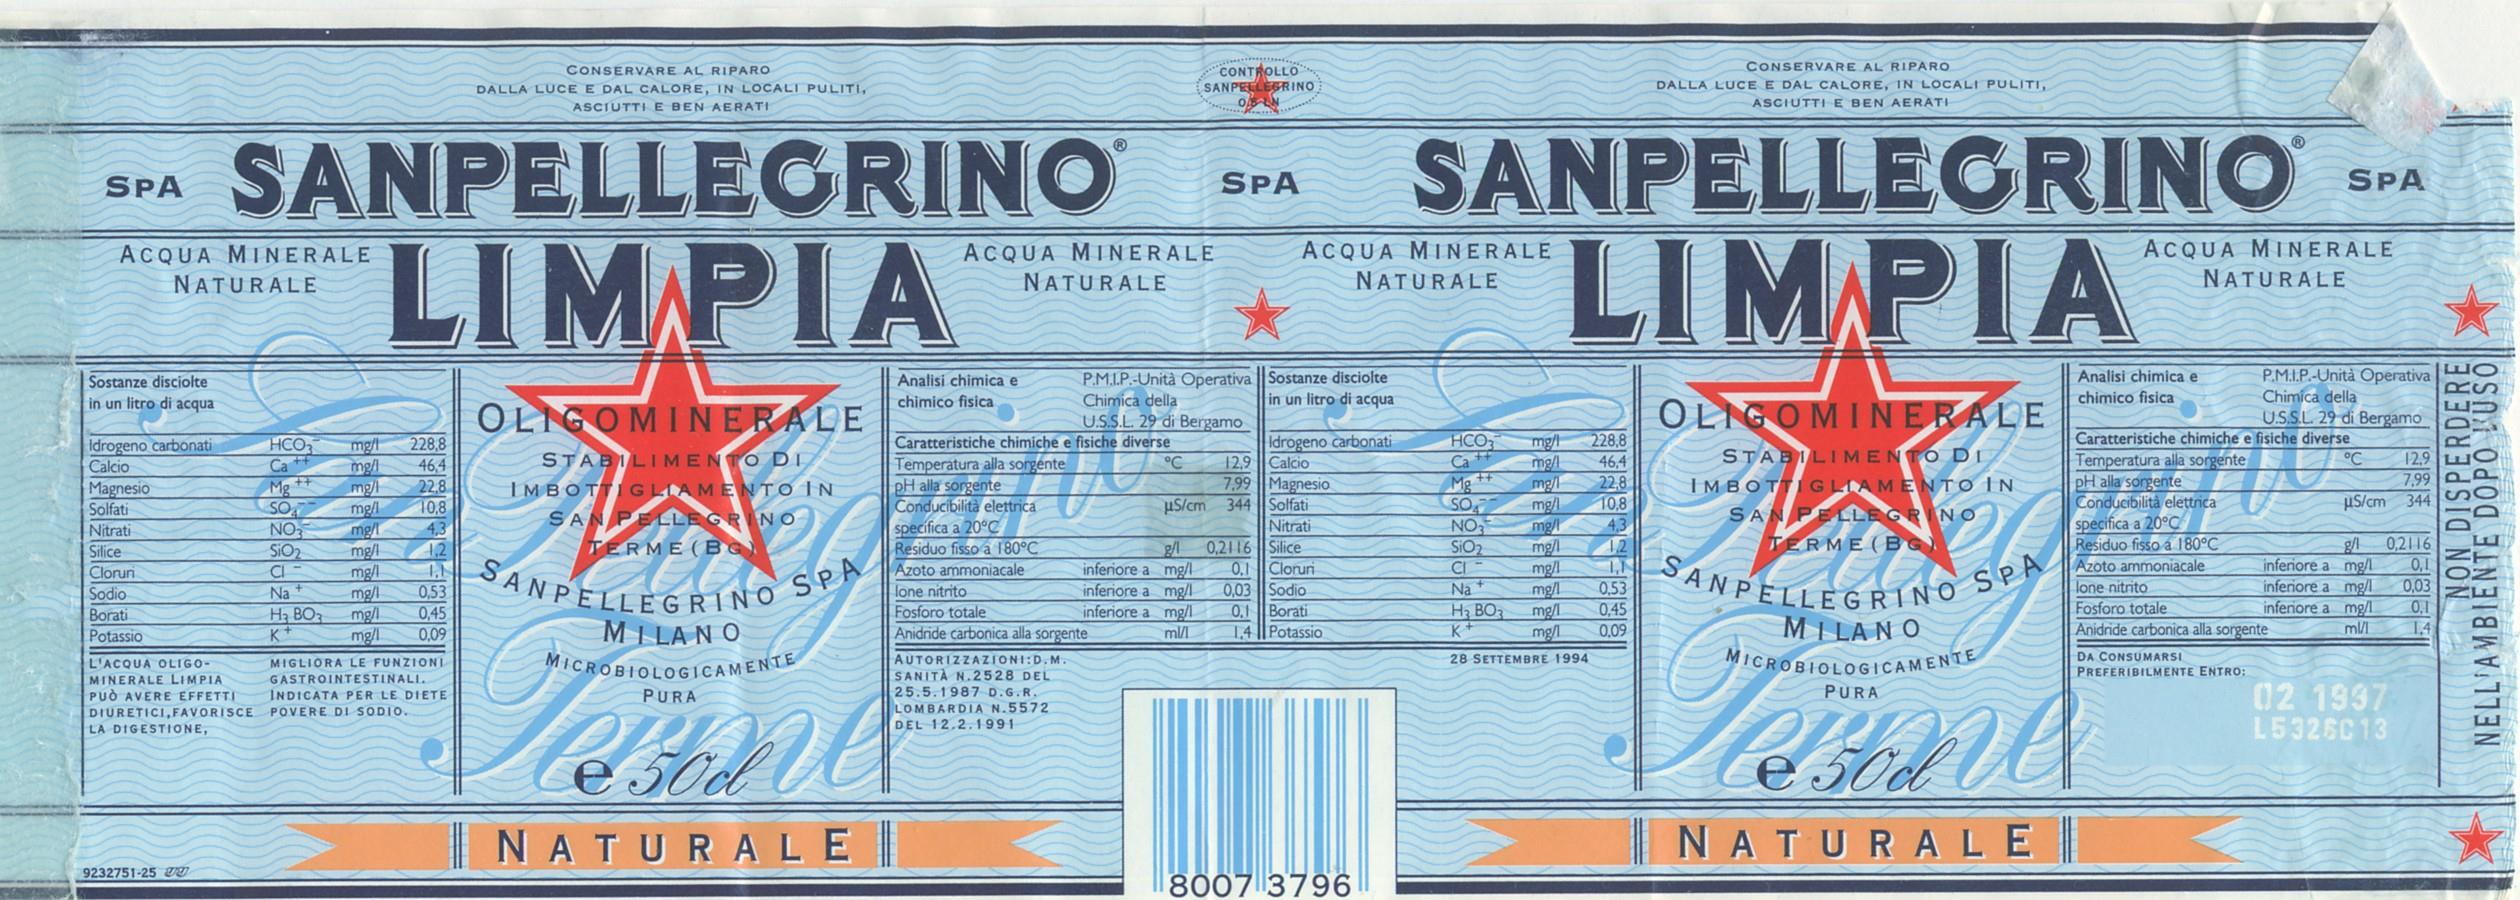 CONSERVARE AL RIPARO
DALLA LUCE E DAL CALORE, IN LOCALI PULITI,
ASCIUTTI E BEN AERATI
CONTROLLO
SANPELLEGRINO
0,5 LN
CONSERVARE AL RIPARO
DALLA LUCE E DAL CALORE, IN LOCALI PULITI,
ASCIUTTI E BEN AERATI
SPA SANPELLEGRINO® SPA SANPELLEGRINO® SPA
ACQUA MINERALE
NATURALE
LIMPIA
ACQUA MINERALE
NATURALE
ACQUA MINERALE
NATURALE
LIMPIA
ACQUA MINERALE
NATURALE
Sostanze disciolte
in un litro di acqua
Idrogeno carbonati HCO3⁻ mg/l 228,8
Calcio Ca⁺⁺ mg/l 46,4
Magnesio Mg⁺⁺ mg/l 22,8
Solfati SO4⁻⁻ mg/l 10,8
Nitrati NO3⁻ mg/l 4,3
Silice SiO2 mg/l 1,2
Cloruri Cl⁻ mg/l 1,1
Sodio Na⁺ mg/l 0,53
Borati H3 BO3 mg/l 0,45
Potassio K⁺ mg/l 0,09
L'ACQUA OLIGO-
MINERALE LIMPIA
PUÒ AVERE EFFETTI
DIURETICI, FAVORISCE
LA DIGESTIONE,
MIGLIORA LE FUNZIONI
GASTROINTESTINALI.
INDICATA PER LE DIETE
POVERE DI SODIO.
OLIGOMINERALE
STABILIMENTO DI
IMBOTTIGLIAMENTO IN
SAN PELLEGRINO
TERME (BG)
SANPELLEGRINO SPA
MILANO
MICROBIOLOGICAMENTE
PURA
San Pellegrino
Terme
e 50cl
Analisi chimica e
chimico fisica
P.M.I.P.-Unità Operativa
Chimica della
U.S.S.L. 29 di Bergamo
Caratteristiche chimiche e fisiche diverse
Temperatura alla sorgente °C 12,9
pH alla sorgente 7,99
Conducibilità elettrica µS/cm 344
specifica a 20°C
Residuo fisso a 180°C g/l 0,2116
Azoto ammoniacale inferiore a mg/l 0,1
Ione nitrito inferiore a mg/l 0,03
Fosforo totale inferiore a mg/l 0,1
Anidride carbonica alla sorgente ml/l 1,4
AUTORIZZAZIONI: D.M.
SANITÀ N.2528 DEL
25.5.1987 D.G.R.
LOMBARDIA N.5572
DEL 12.2.1991
Sostanze disciolte
in un litro di acqua
Idrogeno carbonati HCO3⁻ mg/l 228,8
Calcio Ca⁺⁺ mg/l 46,4
Magnesio Mg⁺⁺ mg/l 22,8
Solfati SO4⁻⁻ mg/l 10,8
Nitrati NO3⁻ mg/l 4,3
Silice SiO2 mg/l 1,2
Cloruri Cl⁻ mg/l 1,1
Sodio Na⁺ mg/l 0,53
Borati H3 BO3 mg/l 0,45
Potassio K⁺ mg/l 0,09
28 SETTEMBRE 1994
OLIGOMINERALE
STABILIMENTO DI
IMBOTTIGLIAMENTO IN
SAN PELLEGRINO
TERME (BG)
SANPELLEGRINO SPA
MILANO
MICROBIOLOGICAMENTE
PURA
San Pellegrino
Terme
e 50cl
Analisi chimica e
chimico fisica
P.M.I.P.-Unità Operativa
Chimica della
U.S.S.L. 29 di Bergamo
Caratteristiche chimiche e fisiche diverse
Temperatura alla sorgente °C 12,9
pH alla sorgente 7,99
Conducibilità elettrica µS/cm 344
specifica a 20°C
Residuo fisso a 180°C g/l 0,2116
Azoto ammoniacale inferiore a mg/l 0,1
Ione nitrito inferiore a mg/l 0,03
Fosforo totale inferiore a mg/l 0,1
Anidride carbonica alla sorgente ml/l 1,4
DA CONSUMARSI
PREFERIBILMENTE ENTRO:
02 1997
L5326C13
NON DISPERDERE
NELL'AMBIENTE DOPO L'USO
NATURALE
NATURALE
9232751-25
8007 3796